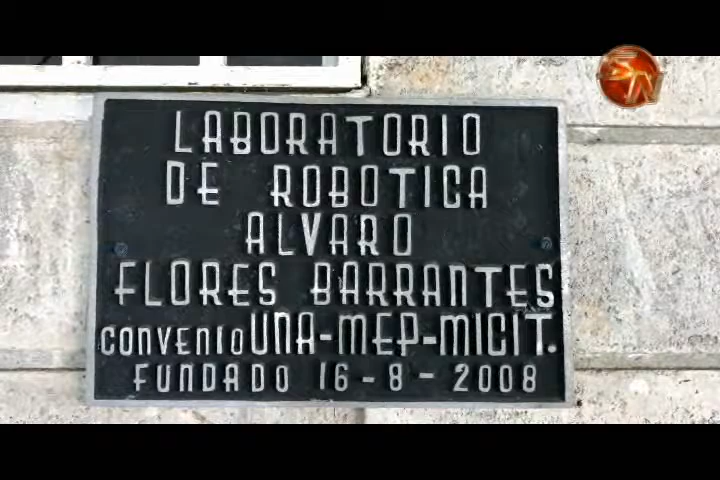 LABORATORIO
DE ROBOTICA
ALVARO
FLORES BARRANTES
CONVENIO UNA-MEP-MICIT.
FUNDADO 16-8-2008